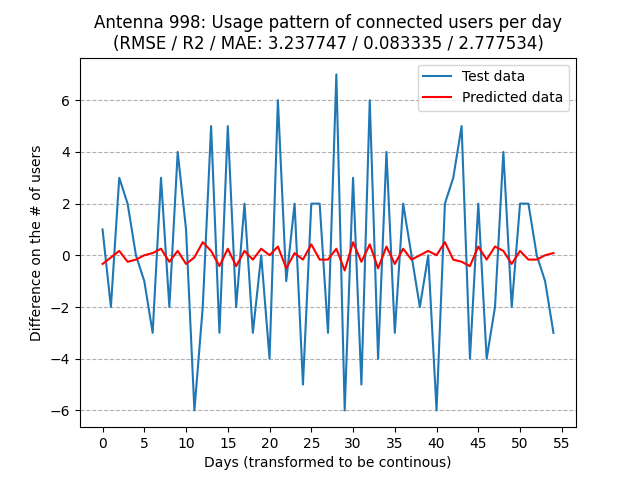 Antenna 998: Usage pattern of connected users per day
(RMSE / R2 / MAE: 3.237747 / 0.083335 / 2.777534)
Test data
Predicted data
Difference on the # of users
6
4
2
0
−2
−4
−6
0 5 10 15 20 25 30 35 40 45 50 55
Days (transformed to be continous)